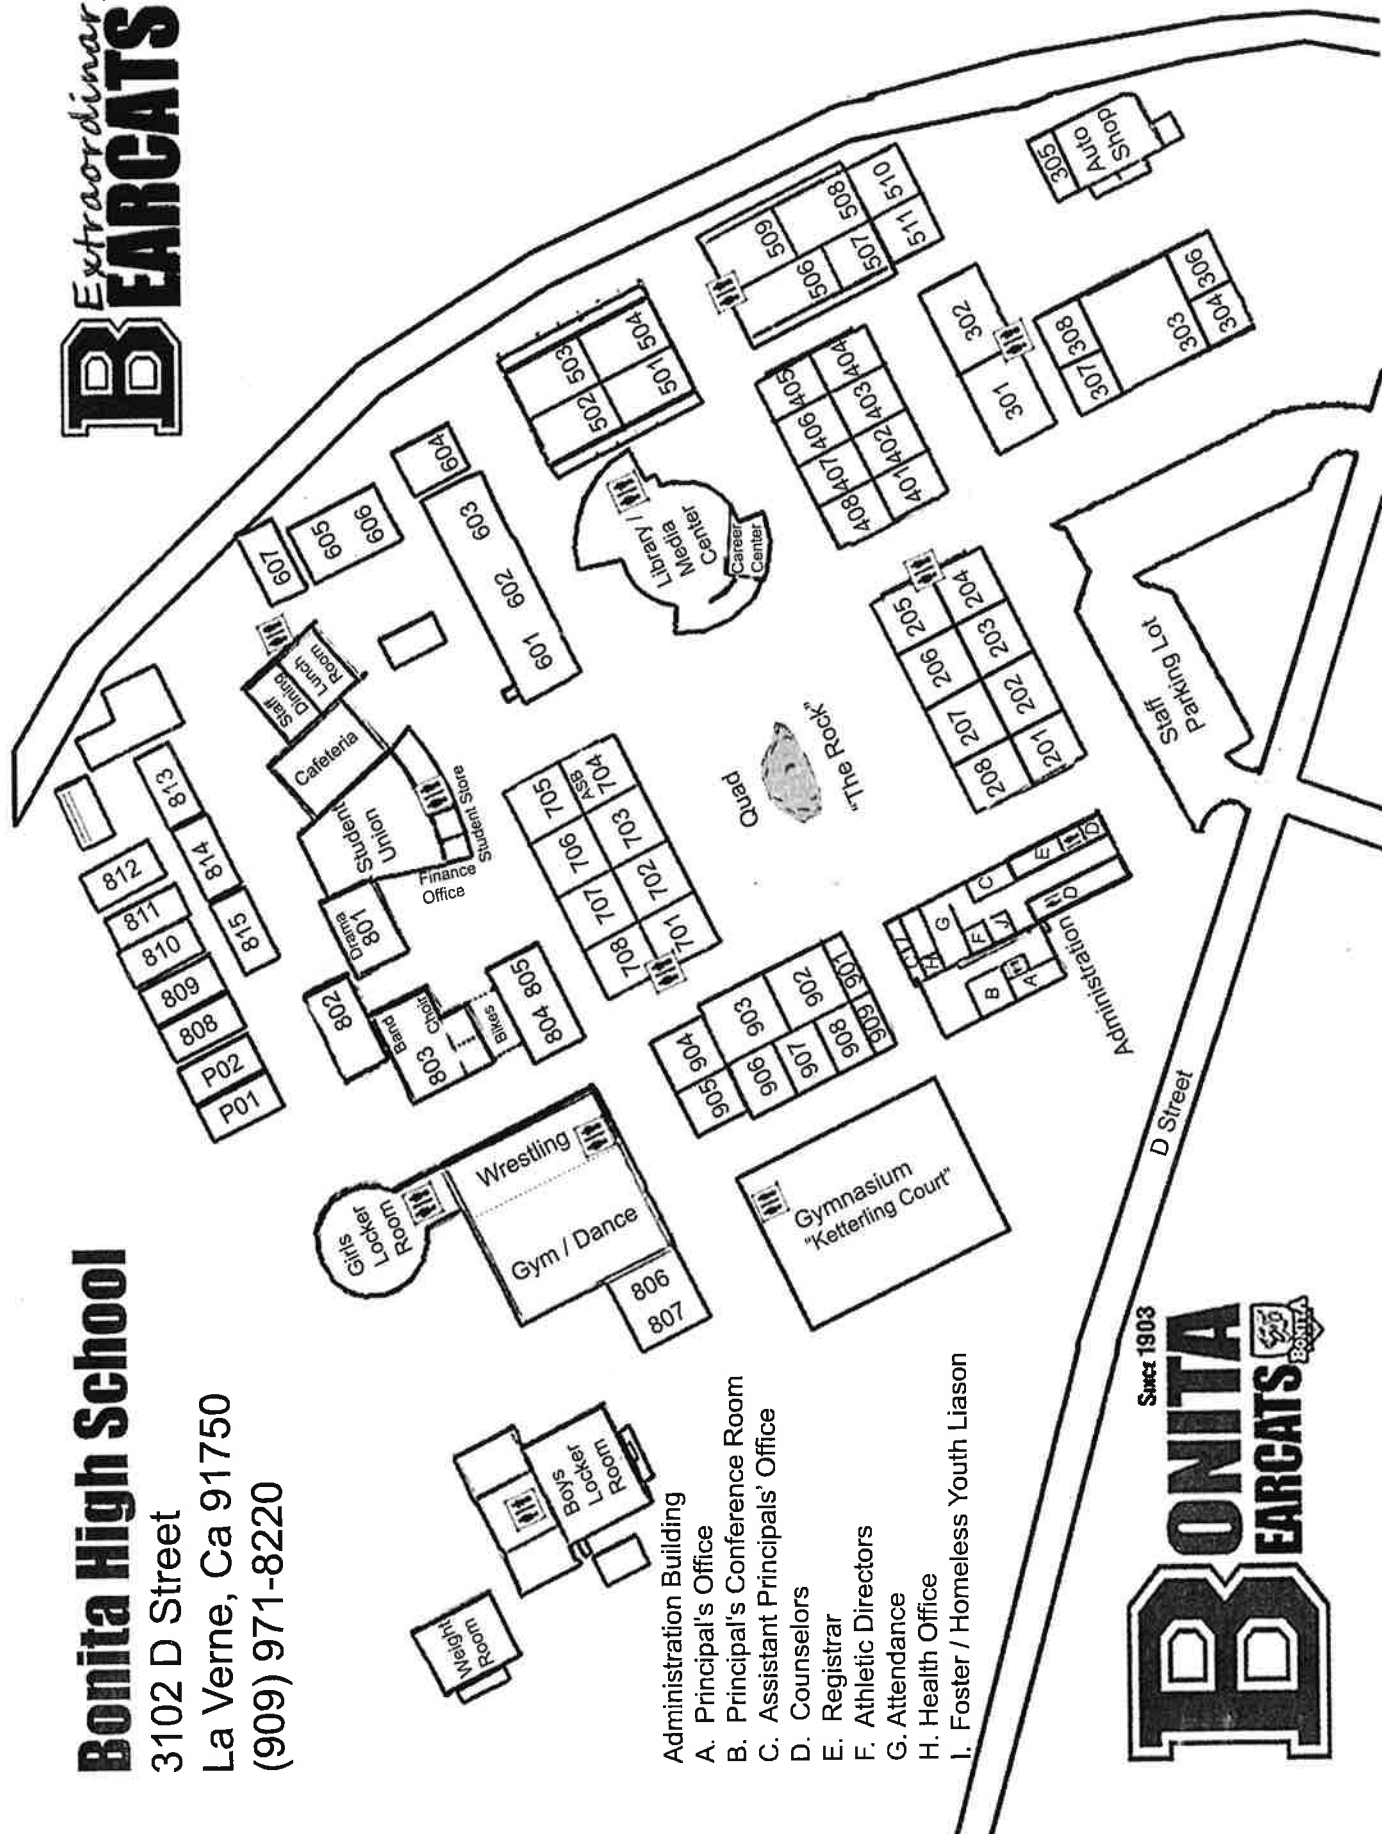 Bonita High School
3102 D Street
La Verne, Ca 91750
(909) 971-8220
Extraordinar
BEARCATS
P01
P02
808
809
810
811
812
815
814
813
802
Band
Choir
803
Bikes
804 805
Drama
801
Student
Union
Finance
Office
Student Store
Cafeteria
Staff
Dining
Lunch
Room
607
605
606
604
601 602 603
Girls
Locker
Room
Wrestling
Gym / Dance
806
807
Weight
Room
Boys
Locker
Room
708 707 706 705
701 702 703 ASB 704
502 503
501 504
Library /
Media
Center
Career
Center
509
508
506
507
510
511
905 904
906 903
907 902
908 901
909
Quad
"The Rock"
408 407 406 405
401 402 403 404
301 302
307 308
303
304 306
305
Auto
Shop
Gymnasium
"Ketterling Court"
208 207 206 205
201 202 203 204
G
F
C
E
D
D
B
A
Administration
Staff
Parking Lot
D Street
Administration Building
A. Principal's Office
B. Principal's Conference Room
C. Assistant Principals' Office
D. Counselors
E. Registrar
F. Athletic Directors
G. Attendance
H. Health Office
I. Foster / Homeless Youth Liason
Since 1903
BONITA
BEARCATS
BONITA